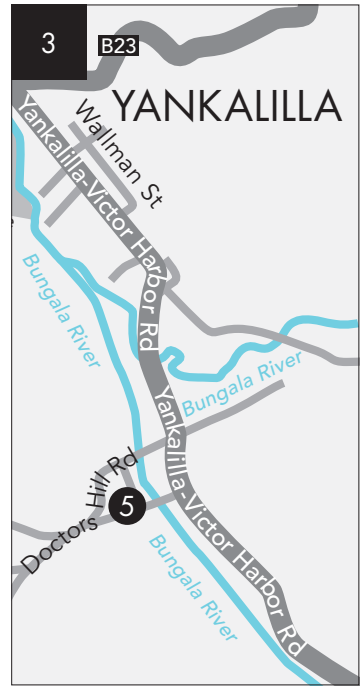 3
B23
YANKALILLA
Wallman St
Yankalilla-Victor Harbor Rd
Bungala River
Bungala River
Yankalilla-Victor Harbor Rd
Doctors Hill Rd
5
Bungala River